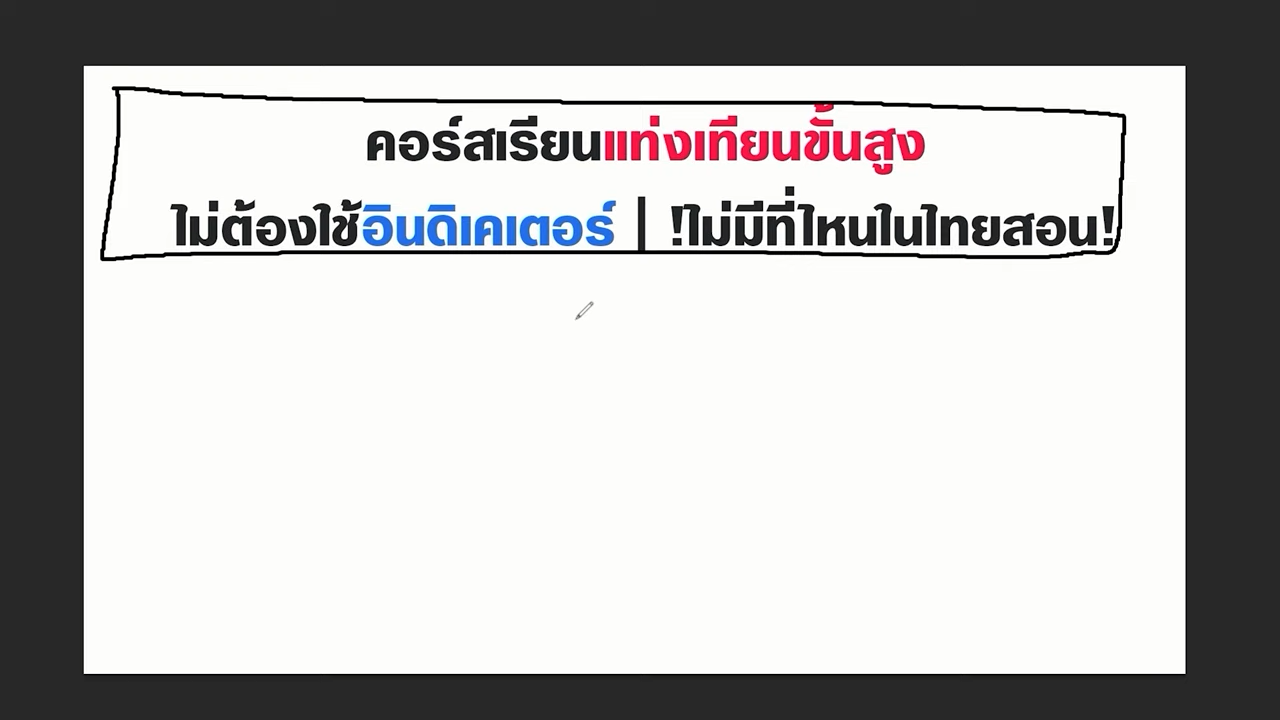 คอร์สเรียนแท่งเทียนขั้นสูง
ไม่ต้องใช้อินดิเคเตอร์ | !ไม่มีที่ไหนในไทยสอน!